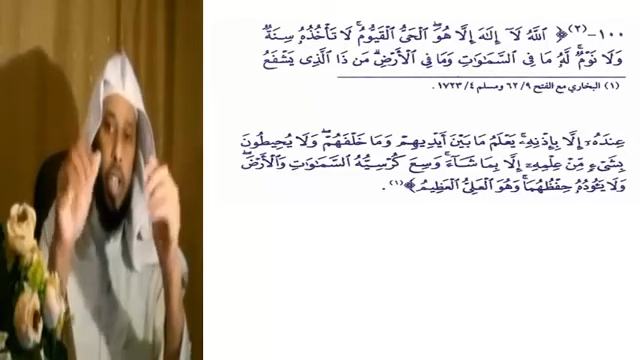 ١٠٠-(٢) ﴿ ٱللَّهُ لَآ إِلَٰهَ إِلَّا هُوَ ٱلْحَىُّ ٱلْقَيُّومُ ۚ لَا تَأْخُذُهُۥ سِنَةٌ
وَلَا نَوْمٌ ۚ لَّهُۥ مَا فِى ٱلسَّمَٰوَٰتِ وَمَا فِى ٱلْأَرْضِ ۗ مَن ذَا ٱلَّذِى يَشْفَعُ
(١) البخاري مع الفتح ٩/ ٦٢ ومسلم ٤/ ١٧٢٣ .
عِندَهُۥٓ إِلَّا بِإِذْنِهِۦ ۚ يَعْلَمُ مَا بَيْنَ أَيْدِيهِمْ وَمَا خَلْفَهُمْ ۖ وَلَا يُحِيطُونَ
بِشَىْءٍ مِّنْ عِلْمِهِۦٓ إِلَّا بِمَا شَآءَ ۚ وَسِعَ كُرْسِيُّهُ ٱلسَّمَٰوَٰتِ وَٱلْأَرْضَ ۖ
وَلَا يَـُٔودُهُۥ حِفْظُهُمَا ۚ وَهُوَ ٱلْعَلِىُّ ٱلْعَظِيمُ ﴾(١) .